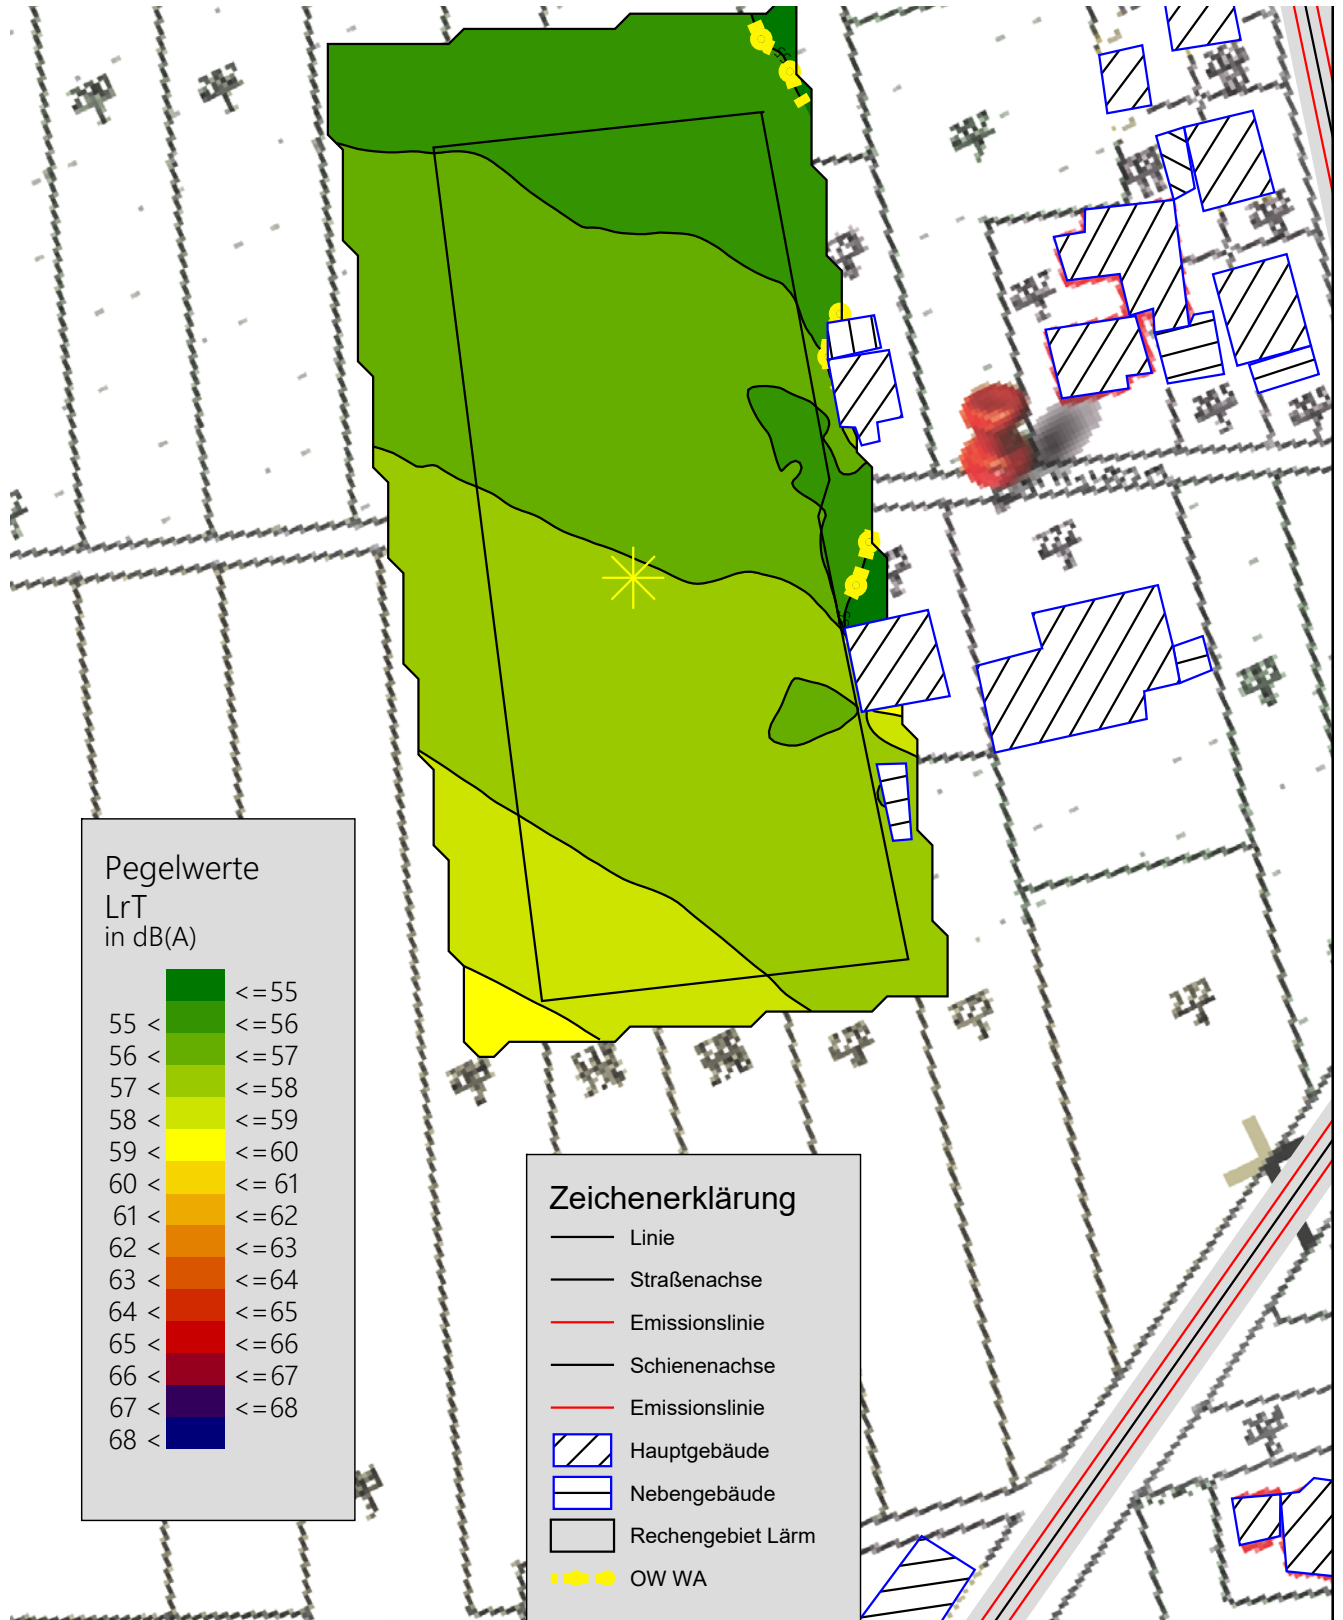 55
55
Pegelwerte
LrT
in dB(A)
<=55
55 < <=56
56 < <=57
57 < <=58
58 < <=59
59 < <=60
60 < <= 61
61 < <=62
62 < <=63
63 < <=64
64 < <=65
65 < <=66
66 < <=67
67 < <=68
68 <
Zeichenerklärung
Linie
Straßenachse
Emissionslinie
Schienenachse
Emissionslinie
Hauptgebäude
Nebengebäude
Rechengebiet Lärm
OW WA